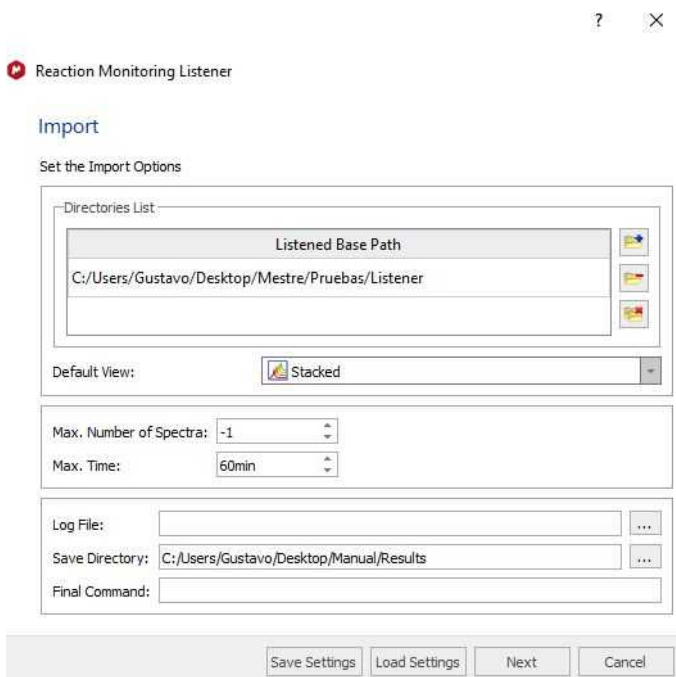 ?
Reaction Monitoring Listener
Import
Set the Import Options
Directories List
Listened Base Path
C:/Users/Gustavo/Desktop/Mestre/Pruebas/Listener
Default View: Stacked
Max. Number of Spectra: -1
Max. Time: 60min
Log File: ...
Save Directory: C:/Users/Gustavo/Desktop/Manual/Results ...
Final Command:
Save Settings Load Settings Next Cancel